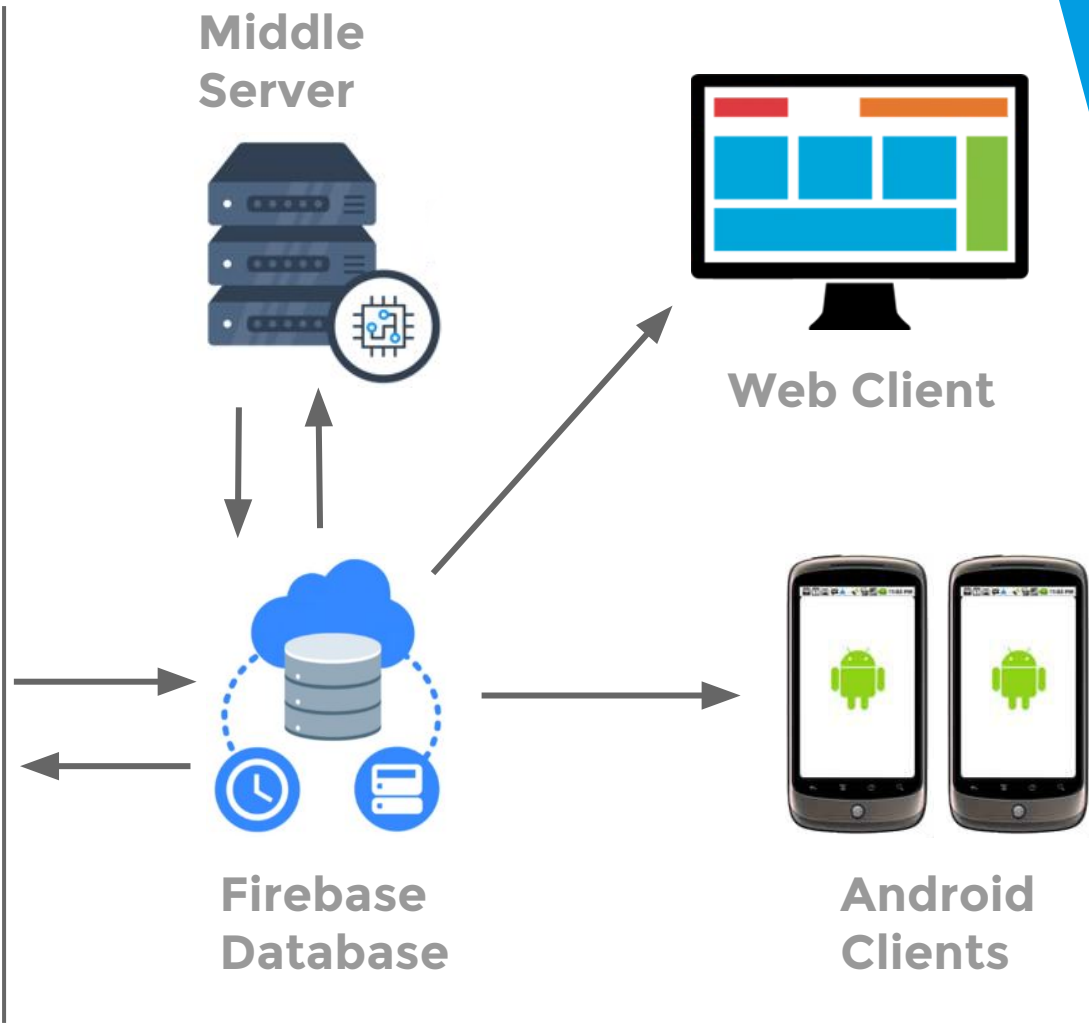 Middle
Server
Web Client
Firebase
Database
Android
Clients